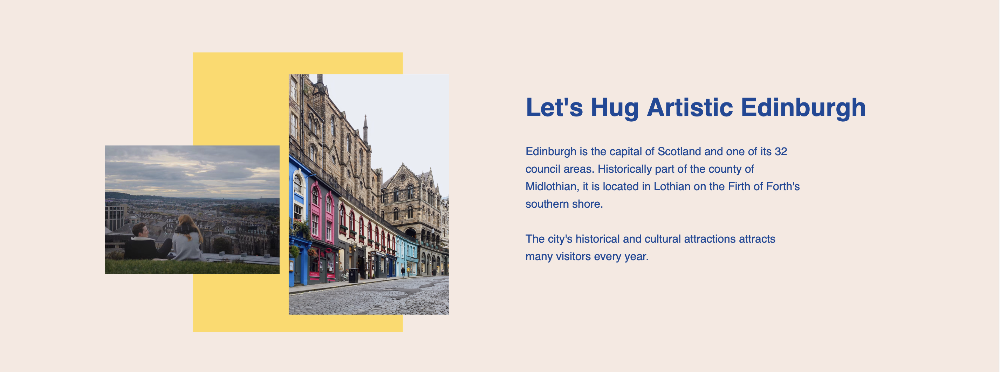 Let's Hug Artistic Edinburgh
Edinburgh is the capital of Scotland and one of its 32
council areas. Historically part of the county of
Midlothian, it is located in Lothian on the Firth of Forth's
southern shore.
The city's historical and cultural attractions attracts
many visitors every year.